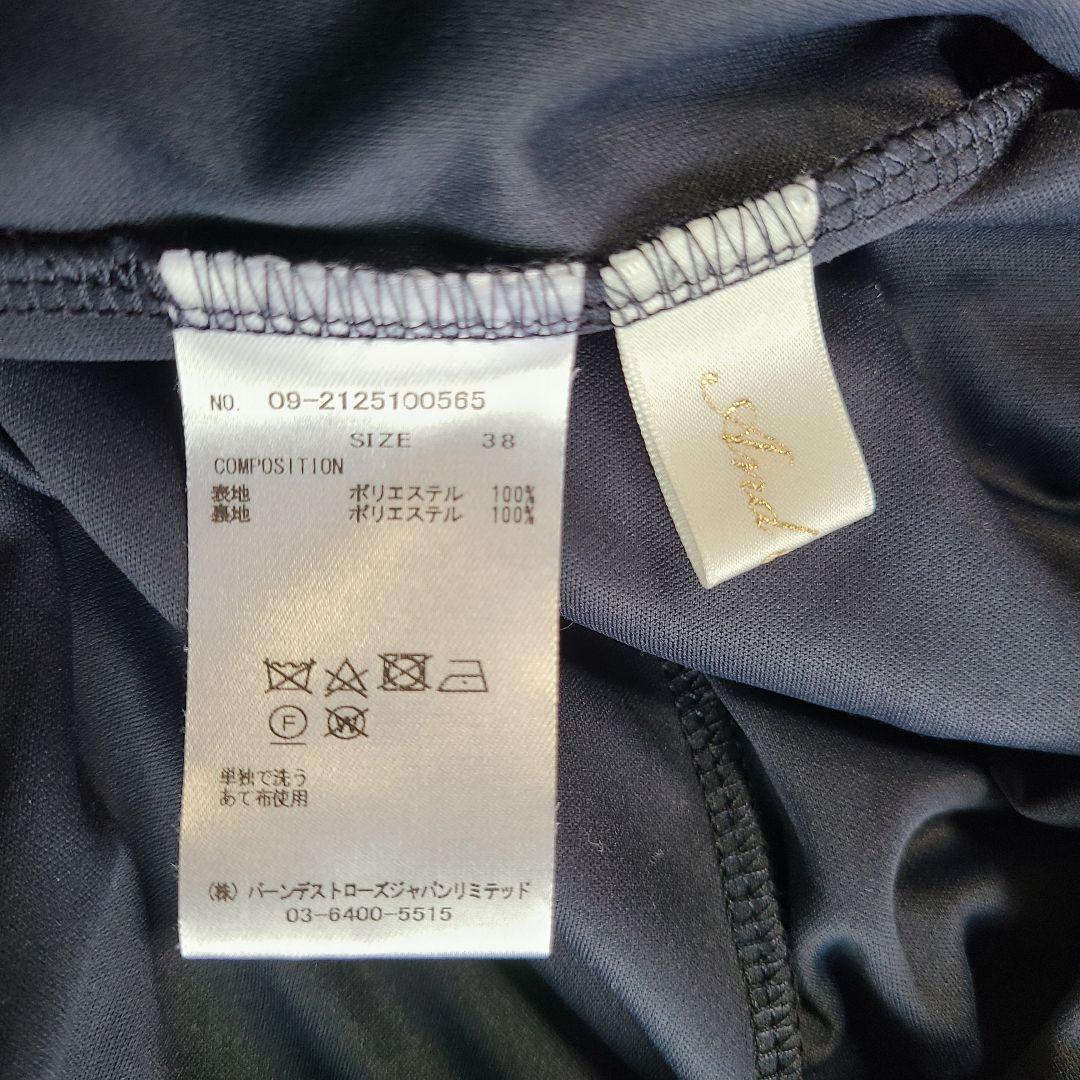 NO. 09-2125100565
SIZE 38
COMPOSITION
表地 ポリエステル 100%
裏地 ポリエステル 100%
F
W
単独で洗う
あて布使用
(株) バーンデストローズジャパンリミテッド
03-6400-5515